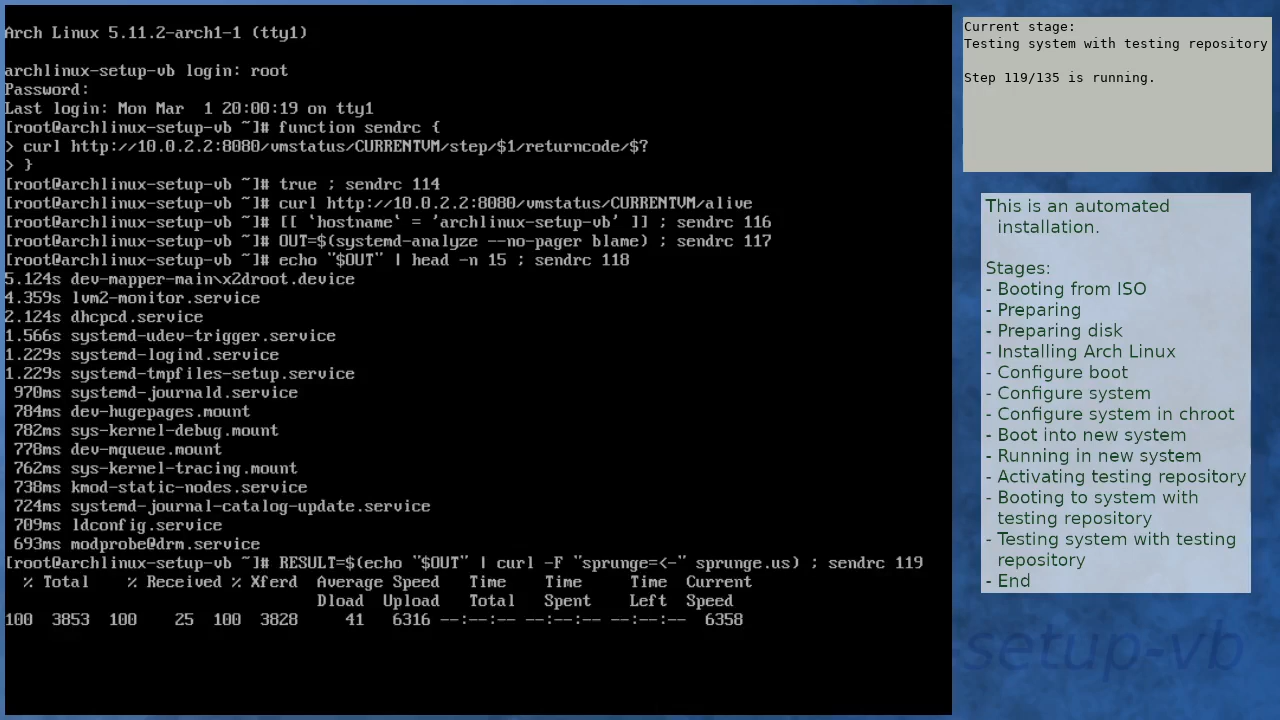 Arch Linux 5.11.2-arch1-1 (tty1)
archlinux-setup-vb login: root
Password:
Last login: Mon Mar  1 20:00:19 on tty1
[root@archlinux-setup-vb ~]# function sendrc {
> curl http://10.0.2.2:8080/vmstatus/CURRENTVM/step/$1/returncode/$?
> }
[root@archlinux-setup-vb ~]# true ; sendrc 114
[root@archlinux-setup-vb ~]# curl http://10.0.2.2:8080/vmstatus/CURRENTVM/alive
[root@archlinux-setup-vb ~]# [[ `hostname` = 'archlinux-setup-vb' ]] ; sendrc 116
[root@archlinux-setup-vb ~]# OUT=$(systemd-analyze --no-pager blame) ; sendrc 117
[root@archlinux-setup-vb ~]# echo "$OUT" | head -n 15 ; sendrc 118
5.124s dev-mapper-main\x2droot.device
4.359s lvm2-monitor.service
2.124s dhcpcd.service
1.566s systemd-udev-trigger.service
1.229s systemd-logind.service
1.229s systemd-tmpfiles-setup.service
 970ms systemd-journald.service
 784ms dev-hugepages.mount
 782ms sys-kernel-debug.mount
 778ms dev-mqueue.mount
 762ms sys-kernel-tracing.mount
 738ms kmod-static-nodes.service
 724ms systemd-journal-catalog-update.service
 709ms ldconfig.service
 693ms modprobe@drm.service
[root@archlinux-setup-vb ~]# RESULT=$(echo "$OUT" | curl -F "sprunge=<-" sprunge.us) ; sendrc 119
  % Total    % Received % Xferd  Average Speed   Time    Time     Time  Current
                                 Dload  Upload   Total   Spent    Left  Speed
100  3853  100    25  100  3828     41   6316 --:--:-- --:--:-- --:--:--  6358
Current stage:
Testing system with testing repository
Step 119/135 is running.
This is an automated
installation.
Stages:
- Booting from ISO
- Preparing
- Preparing disk
- Installing Arch Linux
- Configure boot
- Configure system
- Configure system in chroot
- Boot into new system
- Running in new system
- Activating testing repository
- Booting to system with
testing repository
- Testing system with testing
repository
- End
setup-vb